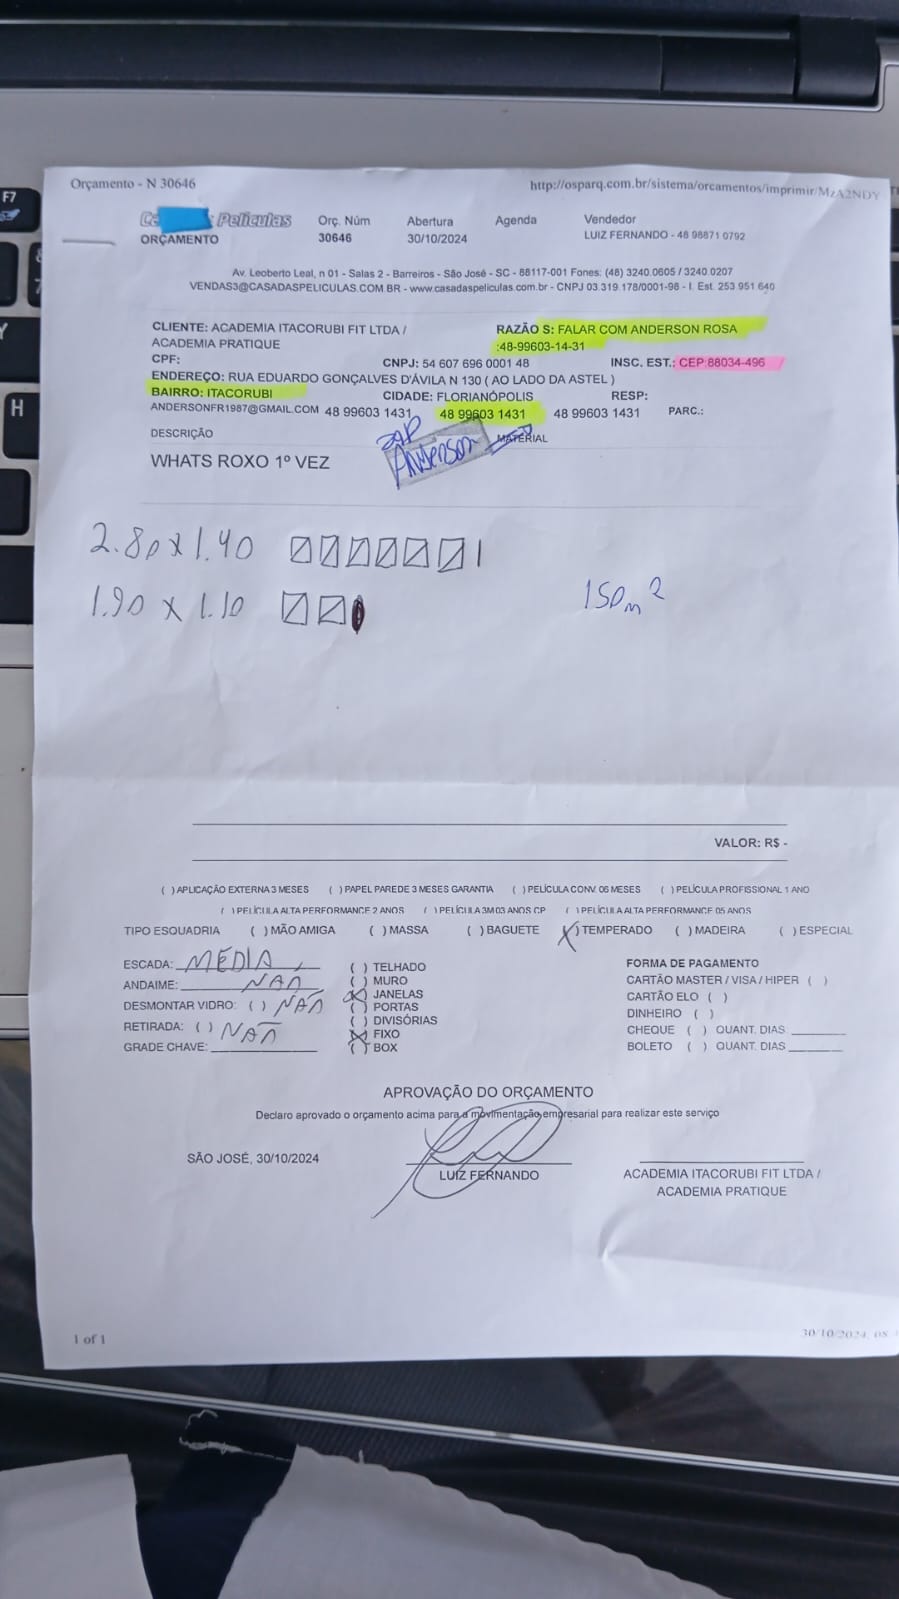 Orçamento - N 30646
http://osparq.com.br/sistema/orcamentos/imprimir/MzA2NDY
Películas
Orç. Núm
Abertura
Agenda
Vendedor
ORÇAMENTO
30646
30/10/2024
LUIZ FERNANDO - 48 98871 0792
Av. Leoberto Leal, n 01 - Salas 2 - Barreiros - São José - SC - 88117-001 Fones: (48) 3240.0605 / 3240.0207
VENDAS3@CASADASPELICULAS.COM BR - www.casadaspeliculas.com.br - CNPJ 03.319.178/0001-98 - I. Est. 253 951 640
CLIENTE: ACADEMIA ITACORUBI FIT LTDA /
ACADEMIA PRATIQUE
RAZÃO S: FALAR COM ANDERSON ROSA
:48-99603-14-31
CPF:
CNPJ: 54 607 696 0001 48
INSC. EST.: CEP:88034-496
ENDEREÇO: RUA EDUARDO GONÇALVES D'ÁVILA N 130 ( AO LADO DA ASTEL )
BAIRRO: ITACORUBI
CIDADE: FLORIANÓPOLIS
RESP:
ANDERSONFR1987@GMAIL.COM 48 99603 1431
48 99603 1431
48 99603 1431
PARC.:
DESCRIÇÃO
ZAP
Anderson
MATERIAL
WHATS ROXO 1º VEZ
2.80 x 1.40
1.90 x 1.10
150m2
VALOR: R$ -
( ) APLICAÇÃO EXTERNA 3 MESES ( ) PAPEL PAREDE 3 MESES GARANTIA ( ) PELÍCULA CONV. 06 MESES ( ) PELÍCULA PROFISSIONAL 1 ANO
( ) PELÍCULA ALTA PERFORMANCE 2 ANOS ( ) PELÍCULA 3M 03 ANOS CP ( ) PELÍCULA ALTA PERFORMANCE 05 ANOS
TIPO ESQUADRIA ( ) MÃO AMIGA ( ) MASSA ( ) BAGUETE (X) TEMPERADO ( ) MADEIRA ( ) ESPECIAL
ESCADA: MÉDIA
ANDAIME: NÃO
DESMONTAR VIDRO: ( ) NÃO
RETIRADA: ( ) NÃO
GRADE CHAVE:
( ) TELHADO
( ) MURO
(X) JANELAS
( ) PORTAS
( ) DIVISÓRIAS
(X) FIXO
( ) BOX
FORMA DE PAGAMENTO
CARTÃO MASTER / VISA / HIPER ( )
CARTÃO ELO ( )
DINHEIRO ( )
CHEQUE ( ) QUANT. DIAS
BOLETO ( ) QUANT. DIAS
APROVAÇÃO DO ORÇAMENTO
Declaro aprovado o orçamento acima para a movimentação empresarial para realizar este serviço
SÃO JOSÉ, 30/10/2024
LUIZ FERNANDO
ACADEMIA ITACORUBI FIT LTDA /
ACADEMIA PRATIQUE
1 of 1
30/10/2024, 08
F7
H